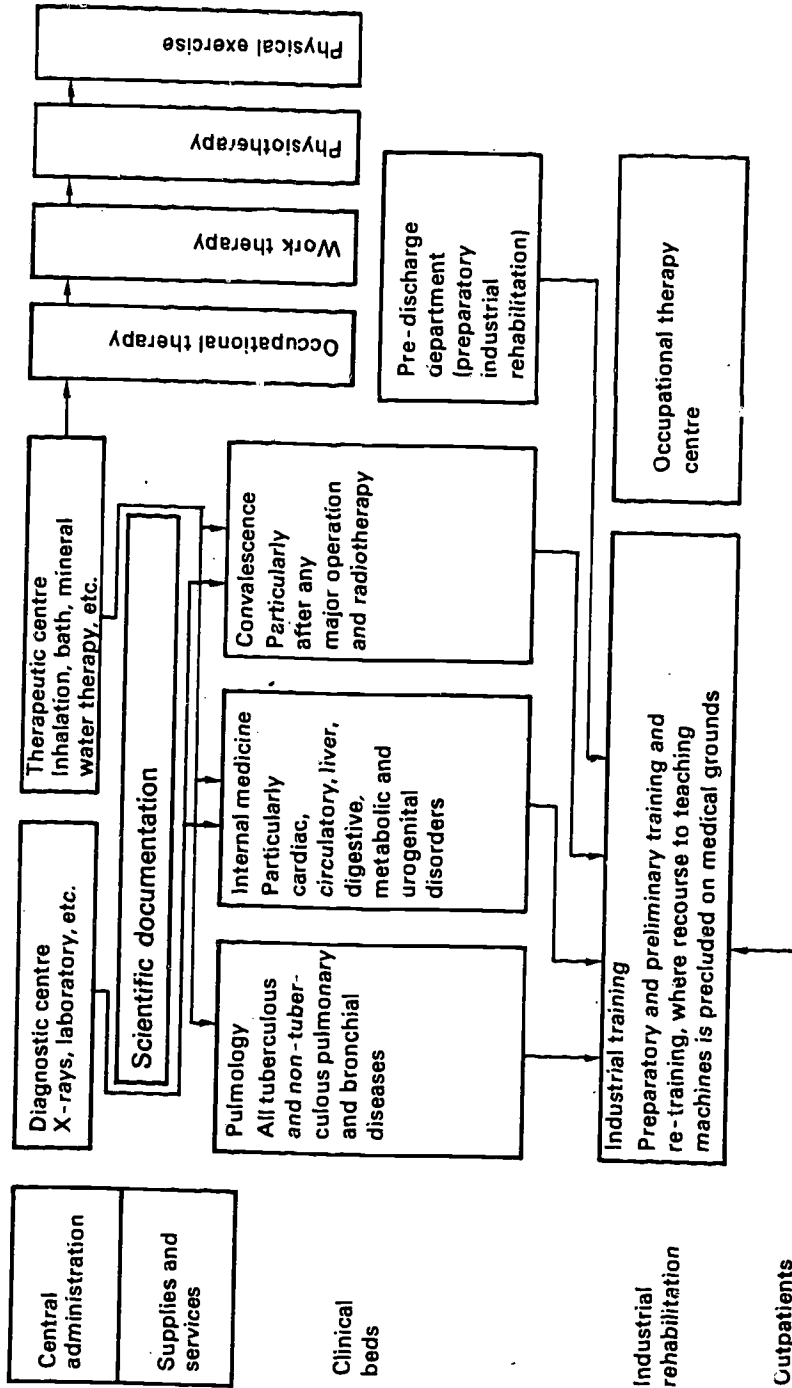 Central
administration
Supplies and
services
Diagnostic centre
X-rays, laboratory, etc.
Therapeutic centre
Inhalation, bath, mineral
water therapy, etc.
Occupational therapy
Work therapy
Physiotherapy
Physical exercise
Scientific documentation
Clinical
beds
Pulmology
All tuberculous
and non-tuber-
culous pulmonary
and bronchial
diseases
Internal medicine
Particularly
cardiac,
circulatory, liver,
digestive,
metabolic and
urogenital
disorders
Convalescence
Particularly
after any
major operation
and radiotherapy
Pre-discharge
department
(preparatory
industrial
rehabilitation)
Industrial
rehabilitation
Industrial training
Preparatory and preliminary training and
re-training, where recourse to teaching
machines is precluded on medical grounds
Occupational therapy
centre
Outpatients